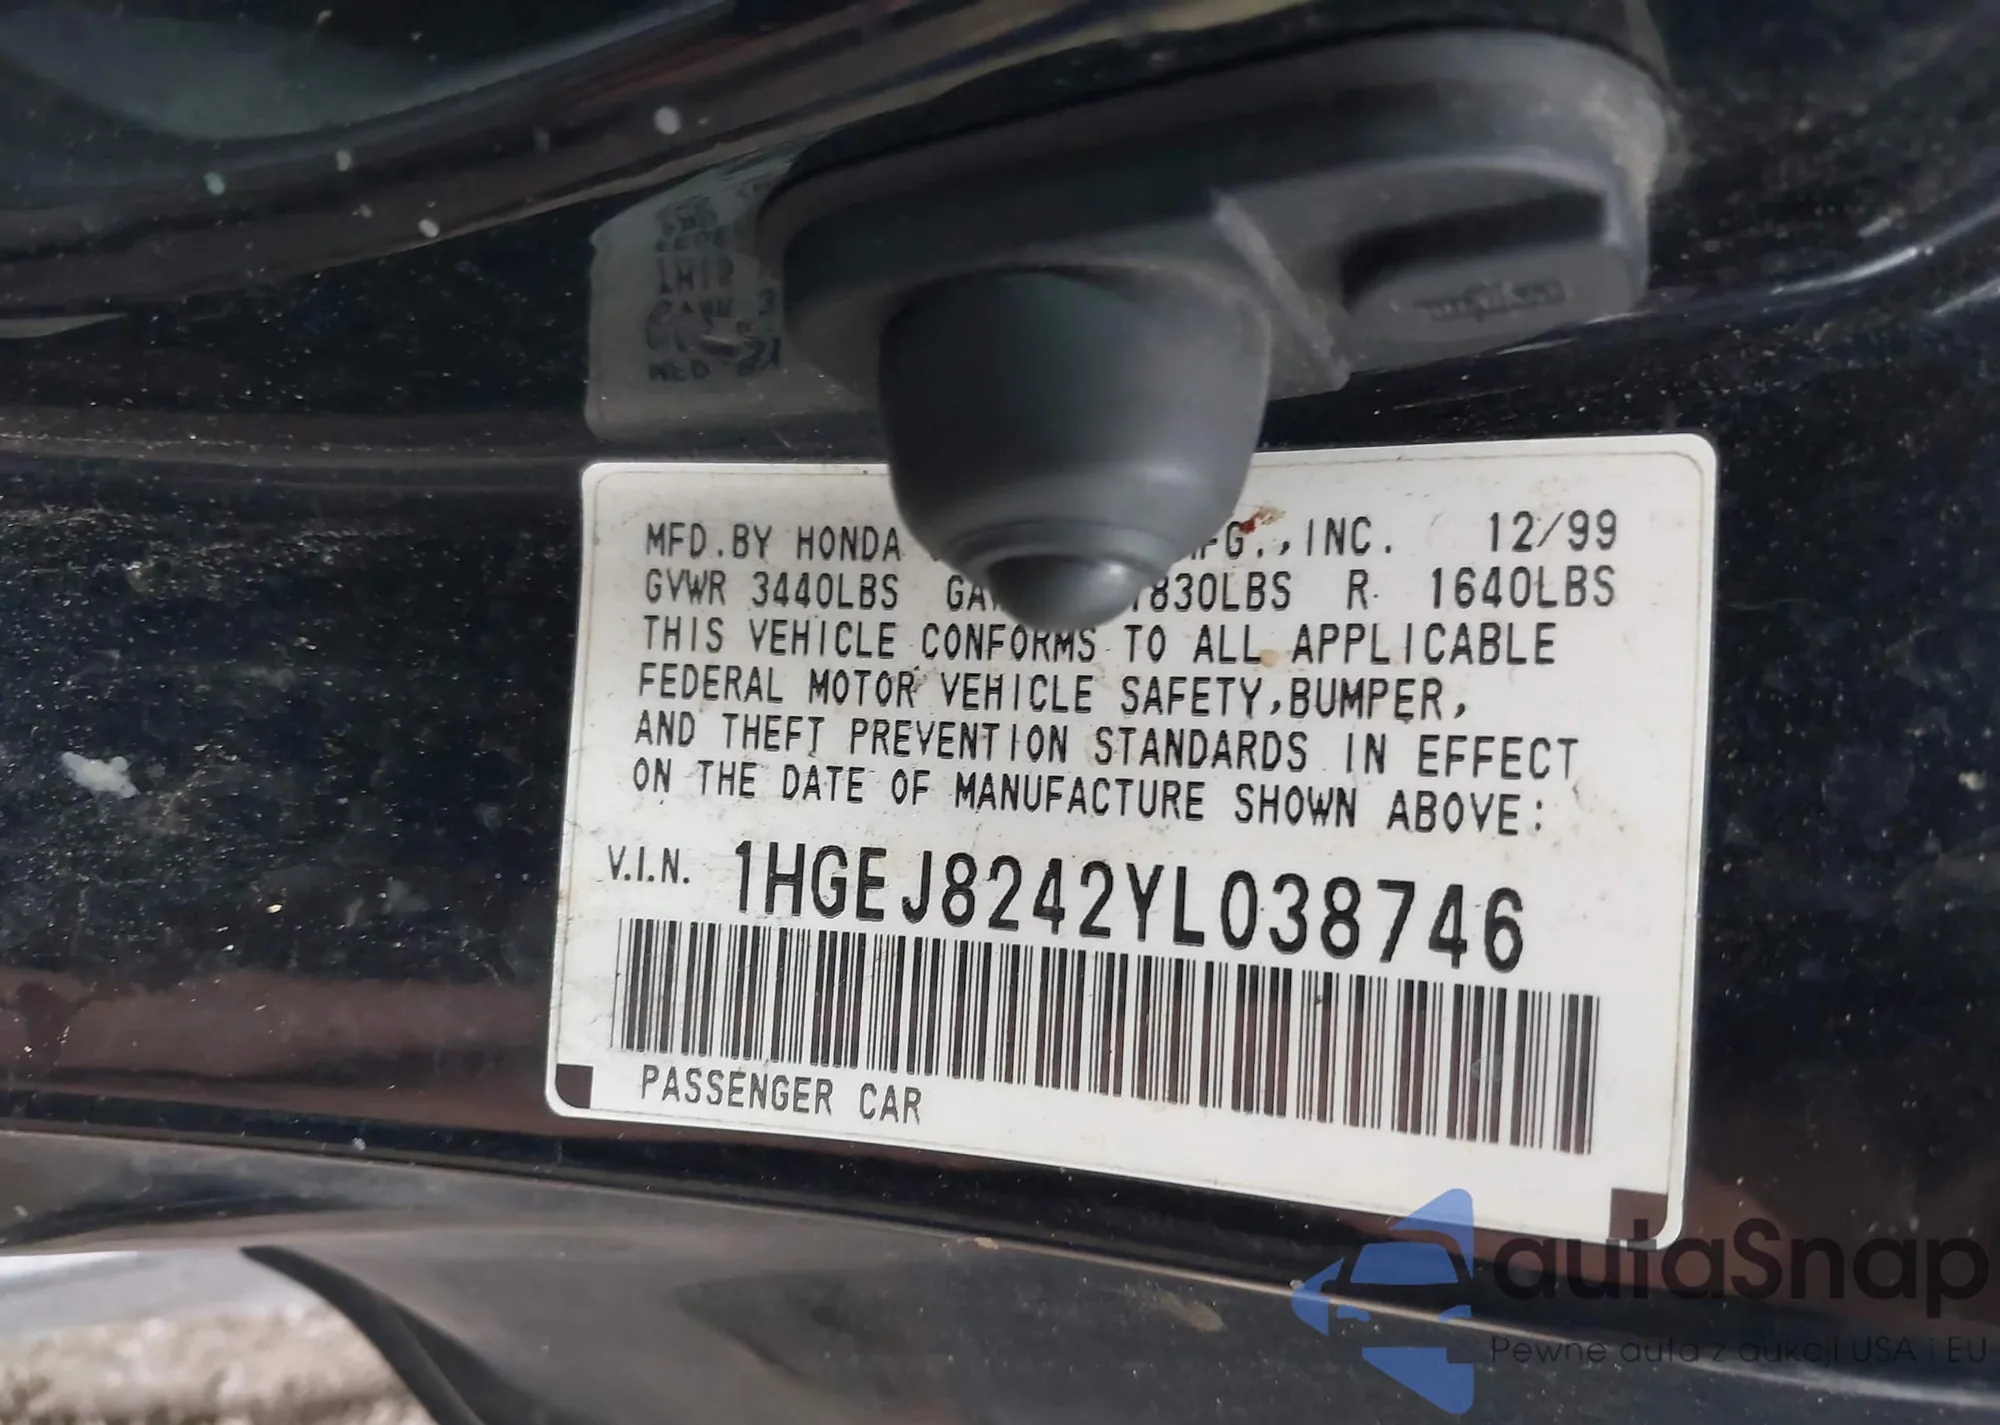 MFD.BY HONDA
INC. 12/99
GVWR 3440LBS 1830LBS R 1640LBS
THIS VEHICLE CONFORMS TO ALL APPLICABLE
FEDERAL MOTOR VEHICLE SAFETY,BUMPER,
AND THEFT PREVENTION STANDARDS IN EFFECT
ON THE DATE OF MANUFACTURE SHOWN ABOVE:
V.I.N. 1HGEJ8242YL038746
PASSENGER CAR
autaSnap
Pewne auta z aukcji USA i EU